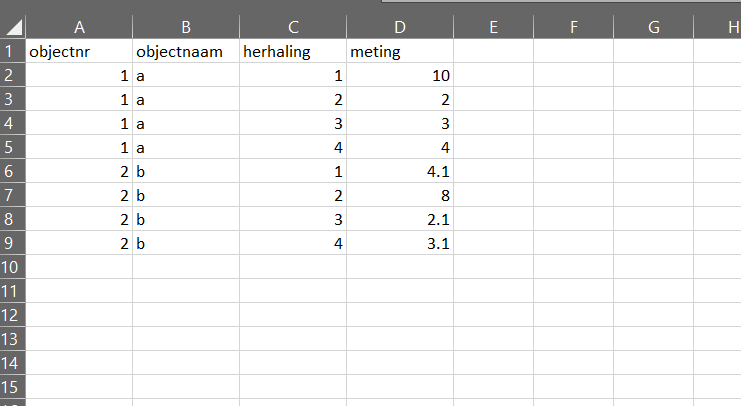 A B C D E F G H
1 objectnr objectnaam herhaling meting
2 1 a 1 10
3 1 a 2 2
4 1 a 3 3
5 1 a 4 4
6 2 b 1 4.1
7 2 b 2 8
8 2 b 3 2.1
9 2 b 4 3.1
10
11
12
13
14
15